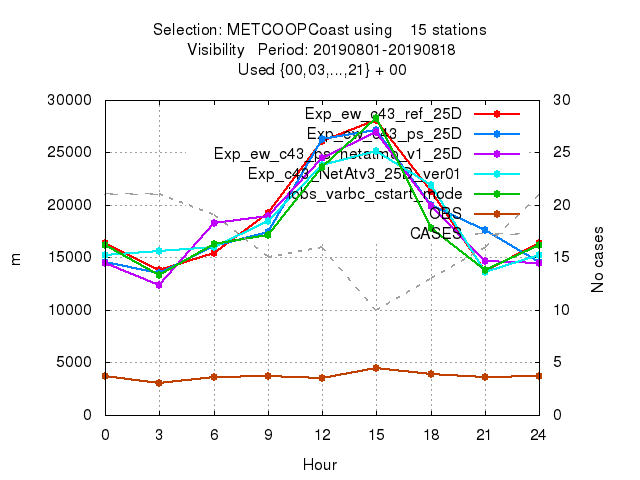 Selection: METCOOPCoast using 15 stations
Visibility Period: 20190801-20190818
Used {00,03,...,21} + 00
30000 30
25000 25
20000 20
15000 15
10000 10
5000 5
0 0
m
No cases
Exp_ew_c43_ref_25D
Exp_ew_c43_ps_25D
Exp_ew_c43_ps_netatmo_v1_25D
Exp_c43_NetAtv3_25D_ver01
OBS
CASES
0 3 6 9 12 15 18 21 24
Hour